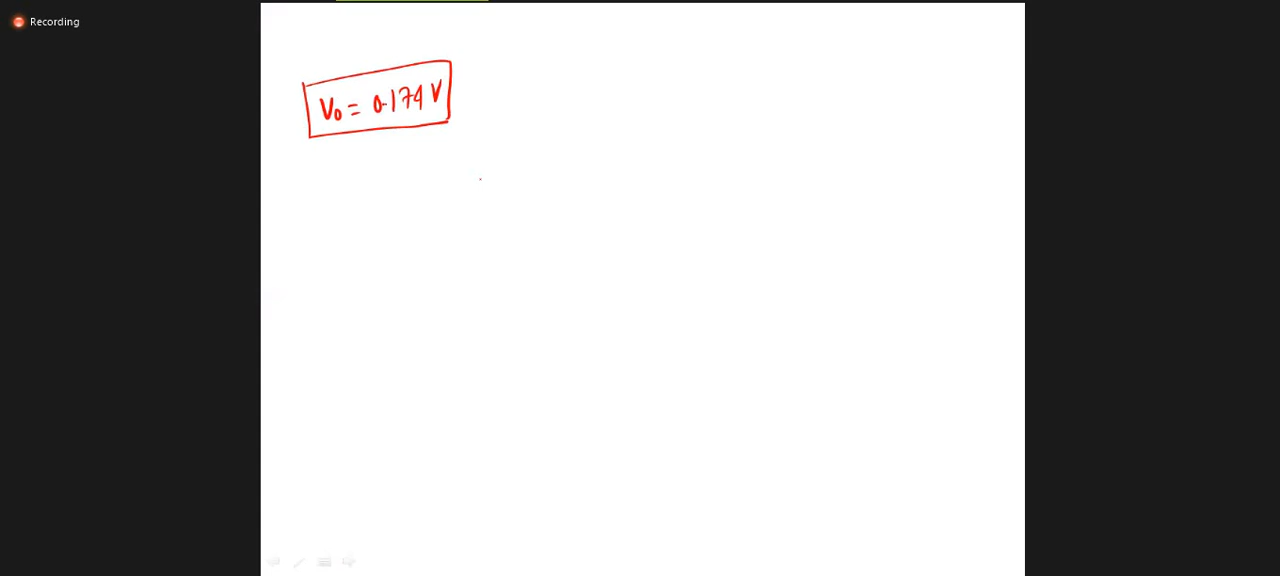 Recording
V₀ = 0.174 V